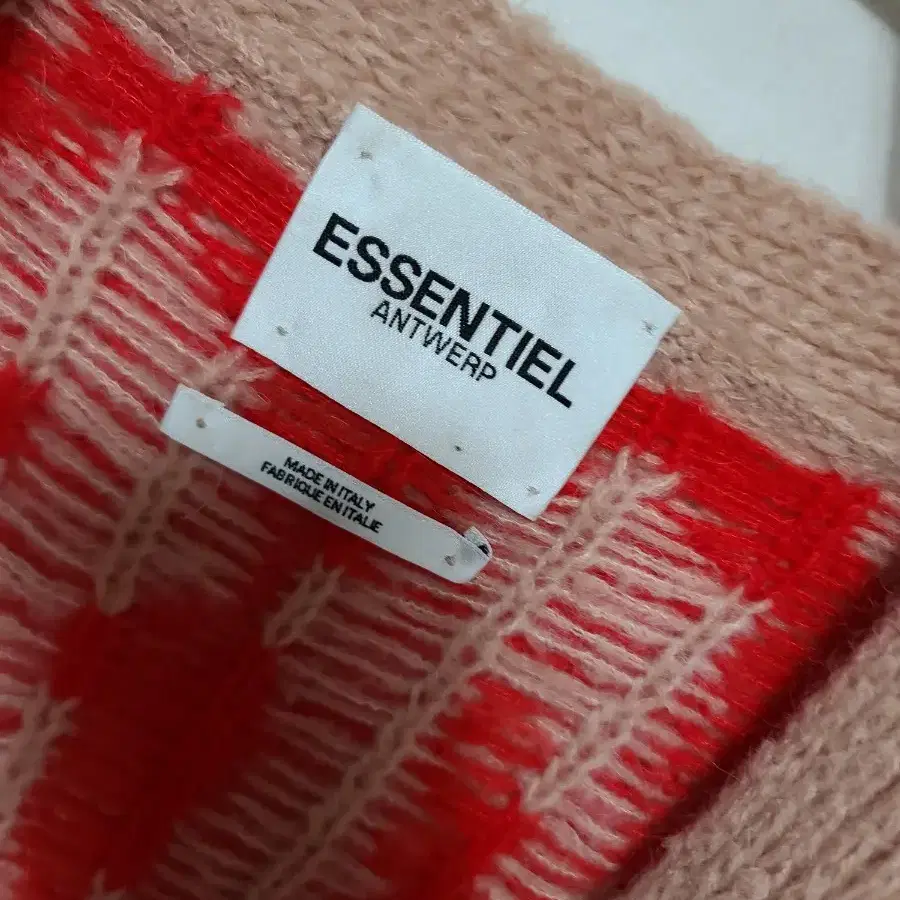 ESSENTIEL
ANTWERP
MADE IN ITALY
FABRIQUE EN ITALIE